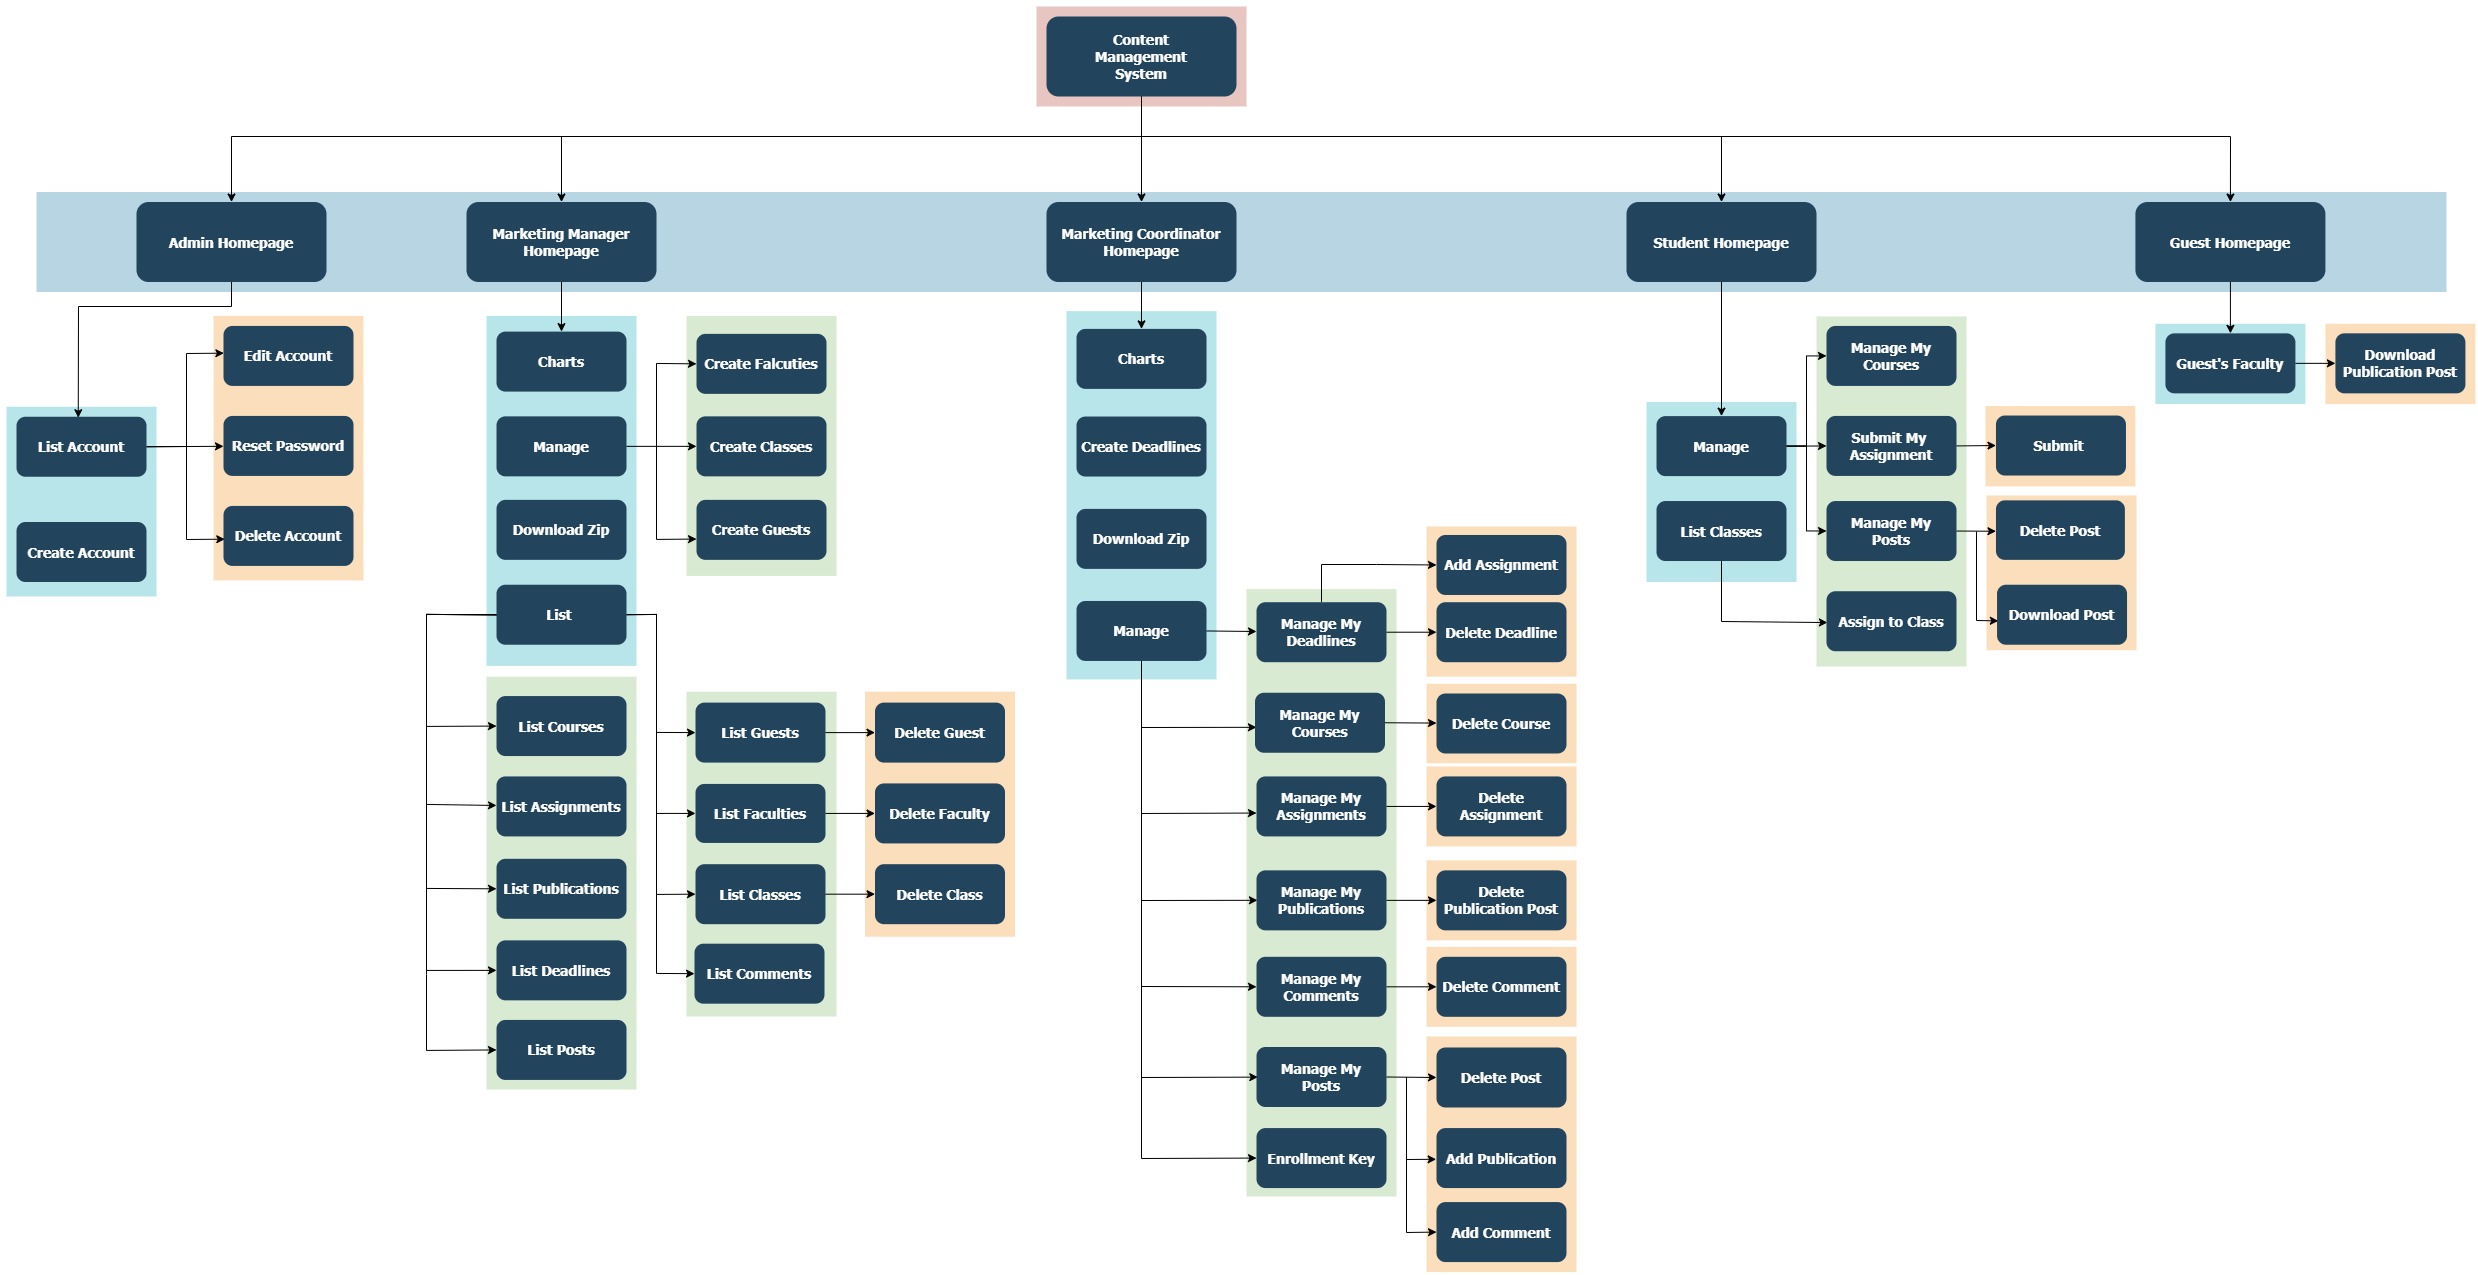 Content
Management
System
Admin Homepage
Marketing Manager
Homepage
Marketing Coordinator
Homepage
Student Homepage
Guest Homepage
List Account
Create Account
Edit Account
Reset Password
Delete Account
Charts
Manage
Download Zip
List
Create Falcuties
Create Classes
Create Guests
List Courses
List Assignments
List Publications
List Deadlines
List Posts
List Guests
List Faculties
List Classes
List Comments
Delete Guest
Delete Faculty
Delete Class
Charts
Create Deadlines
Download Zip
Manage
Manage My
Deadlines
Manage My
Courses
Manage My
Assignments
Manage My
Publications
Manage My
Comments
Manage My
Posts
Enrollment Key
Add Assignment
Delete Deadline
Delete Course
Delete
Assignment
Delete
Publication Post
Delete Comment
Delete Post
Add Publication
Add Comment
Manage
List Classes
Manage My
Courses
Submit My
Assignment
Manage My
Posts
Assign to Class
Submit
Delete Post
Download Post
Guest's Faculty
Download
Publication Post